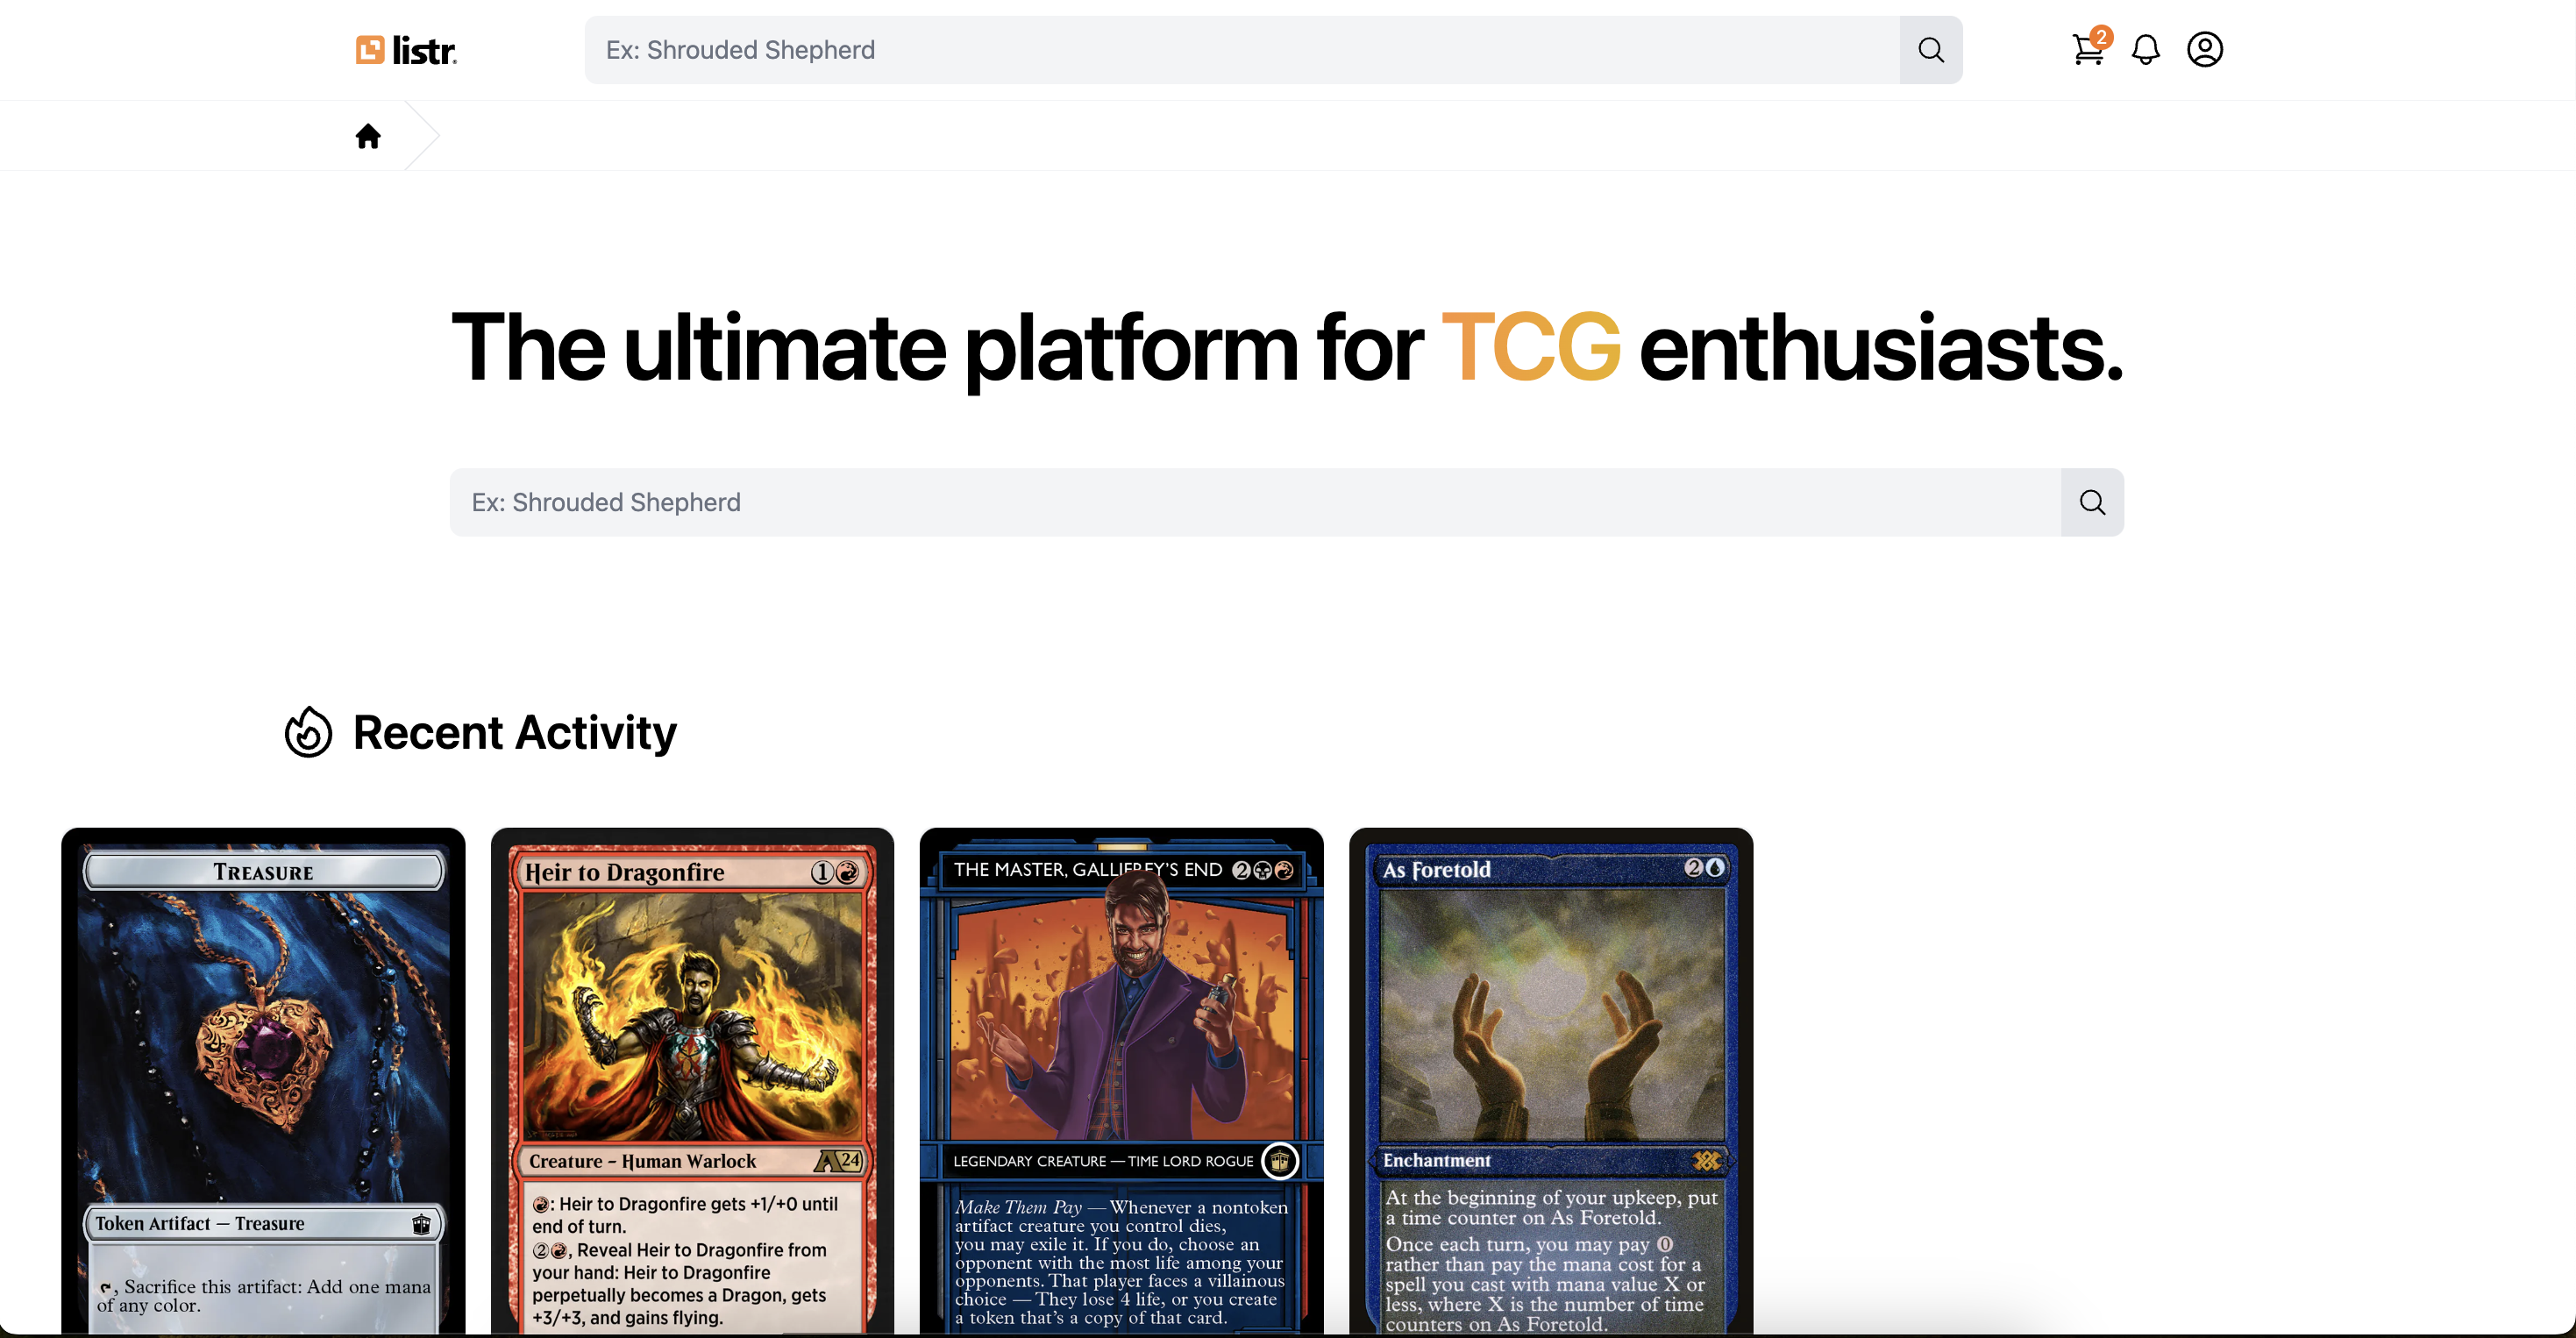 listr.
Ex: Shrouded Shepherd
2
The ultimate platform for TCG enthusiasts.
Ex: Shrouded Shepherd
Recent Activity
TREASURE
Token Artifact — Treasure
, Sacrifice this artifact: Add one mana
of any color.
Heir to Dragonfire 1
Creature – Human Warlock A24
: Heir to Dragonfire gets +1/+0 until
end of turn.
2, Reveal Heir to Dragonfire from
your hand: Heir to Dragonfire
perpetually becomes a Dragon, gets
+3/+3, and gains flying.
THE MASTER, GALLIFREY'S END 2
LEGENDARY CREATURE — TIME LORD ROGUE
Make Them Pay — Whenever a nontoken
artifact creature you control dies,
you may exile it. If you do, choose an
opponent with the most life among your
opponents. That player faces a villainous
choice — They lose 4 life, or you create
a token that's a copy of that card.
As Foretold 2
Enchantment
At the beginning of your upkeep, put
a time counter on As Foretold.
Once each turn, you may pay 0
rather than pay the mana cost for a
spell you cast with mana value X or
less, where X is the number of time
counters on As Foretold.